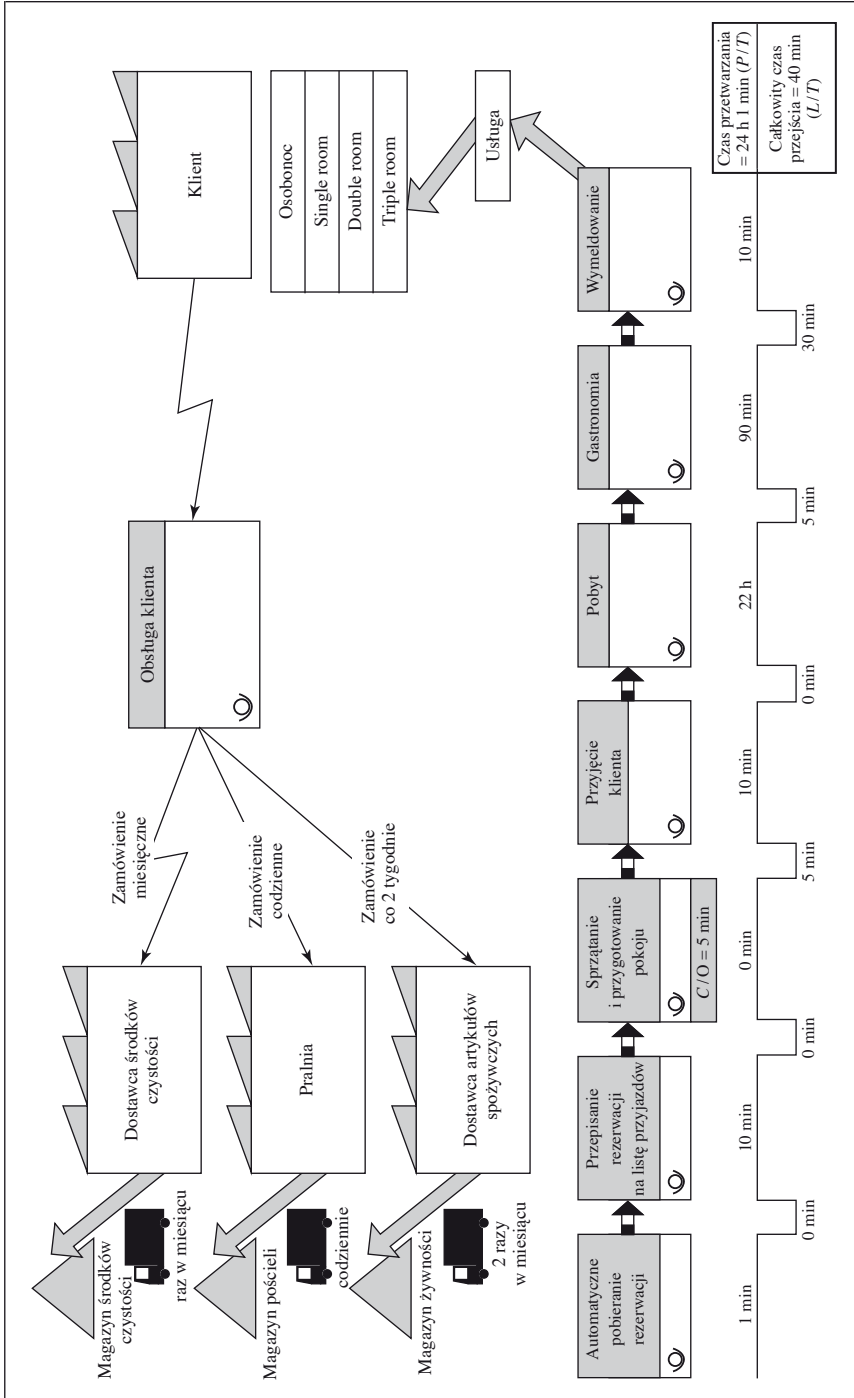 Klient
Osobonoc
Single room
Double room
Triple room
Usługa
Obsługa klienta
Zamówienie
miesięczne
Zamówienie
codzienne
Zamówienie
co 2 tygodnie
Dostawca środków
czystości
Pralnia
Dostawca artykułów
spożywczych
Magazyn środków
czystości
raz w miesiącu
Magazyn pościeli
codziennie
Magazyn żywności
2 razy
w miesiącu
Automatyczne
pobieranie
rezerwacji
Przepisanie
rezerwacji
na listę przyjazdów
Sprzątanie
i przygotowanie
pokoju
C/O = 5 min
Przyjęcie
klienta
Pobyt
Gastronomia
Wymeldowanie
1 min
0 min
10 min
0 min
0 min
5 min
10 min
0 min
22 h
5 min
90 min
30 min
10 min
Czas przetwarzania
= 24 h 1 min (P/T)
Całkowity czas
przejścia = 40 min
(L/T)